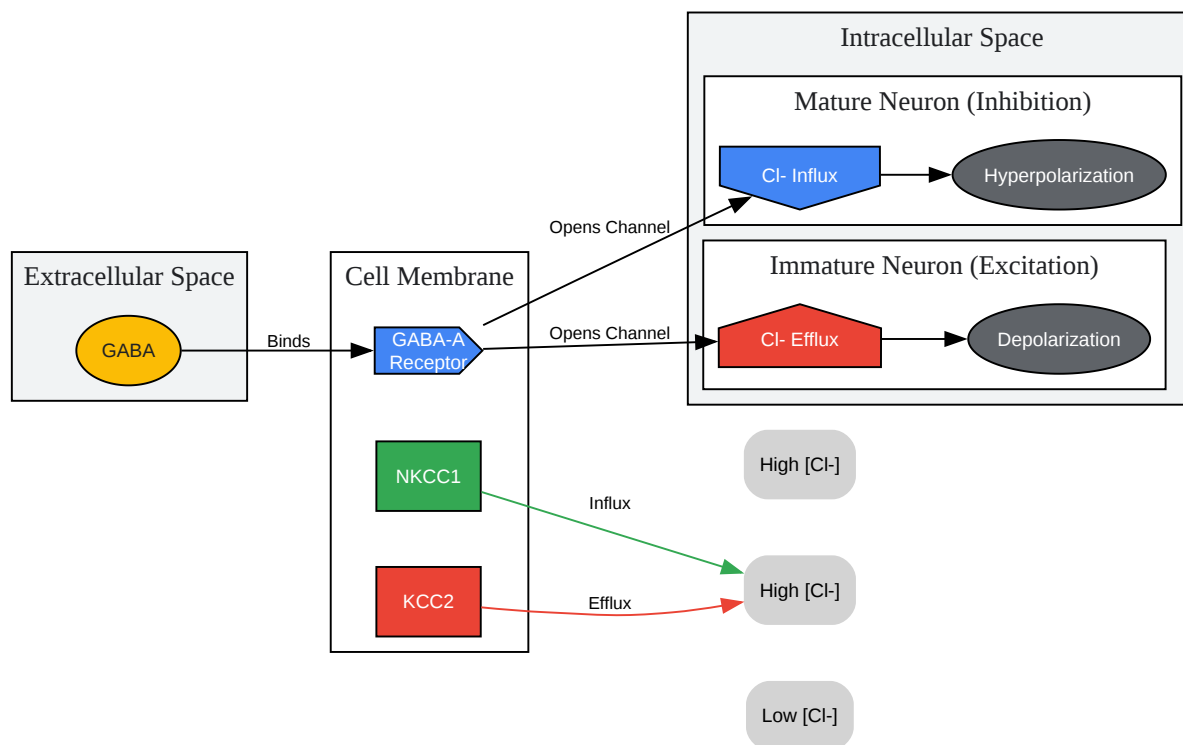 Intracellular Space
Mature Neuron (Inhibition)
Cl- Influx
Hyperpolarization
Opens Channel
Extracellular Space
Cell Membrane
Immature Neuron (Excitation)
GABA
Binds
GABA-A
Receptor
Opens Channel
Cl- Efflux
Depolarization
High [Cl-]
NKCC1
Influx
High [Cl-]
KCC2
Efflux
Low [Cl-]